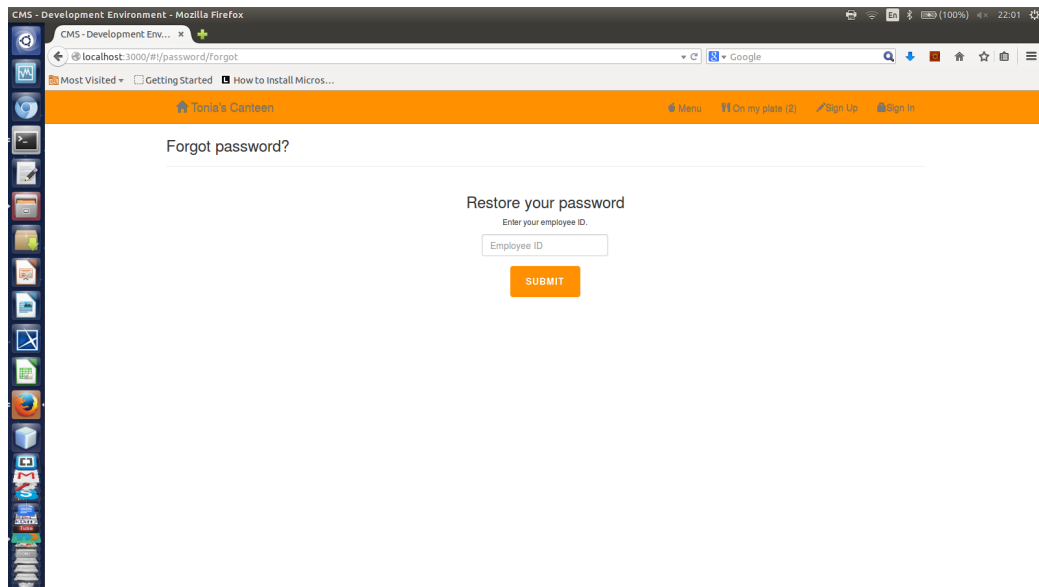 CMS - Development Environment - Mozilla Firefox
En (100%) 22:01
CMS - Development Env... ×
localhost:3000/#!/password/forgot
Google
Most Visited Getting Started How to Install Micros...
Tonia's Canteen Menu On my plate (2) Sign Up Sign In
Forgot password?
Restore your password
Enter your employee ID.
Employee ID
SUBMIT